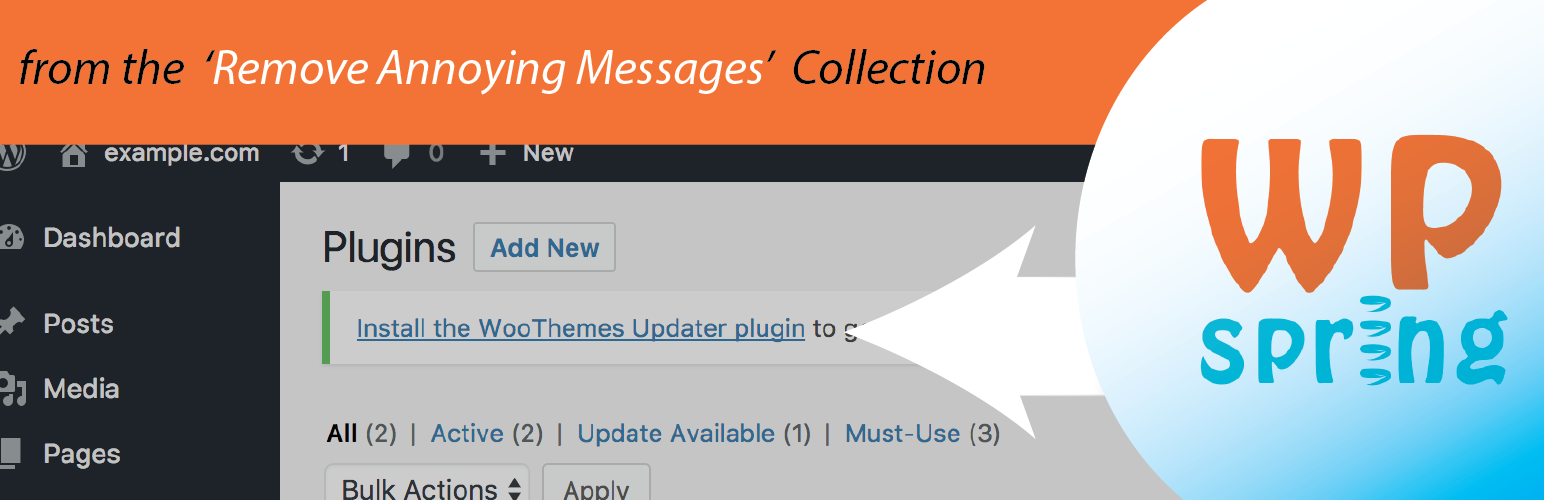 from the ‘Remove Annoying Messages’ Collection
example.com 1 0 New
Dashboard
Plugins Add New
Posts
Install the WooThemes Updater plugin to
Media
All (2) | Active (2) | Update Available (1) | Must-Use (3)
Pages
Bulk Actions Apply
WP
spring